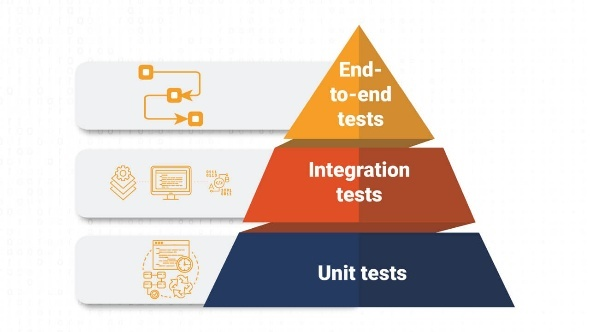 End-
to-end
tests
Integration
tests
Unit tests